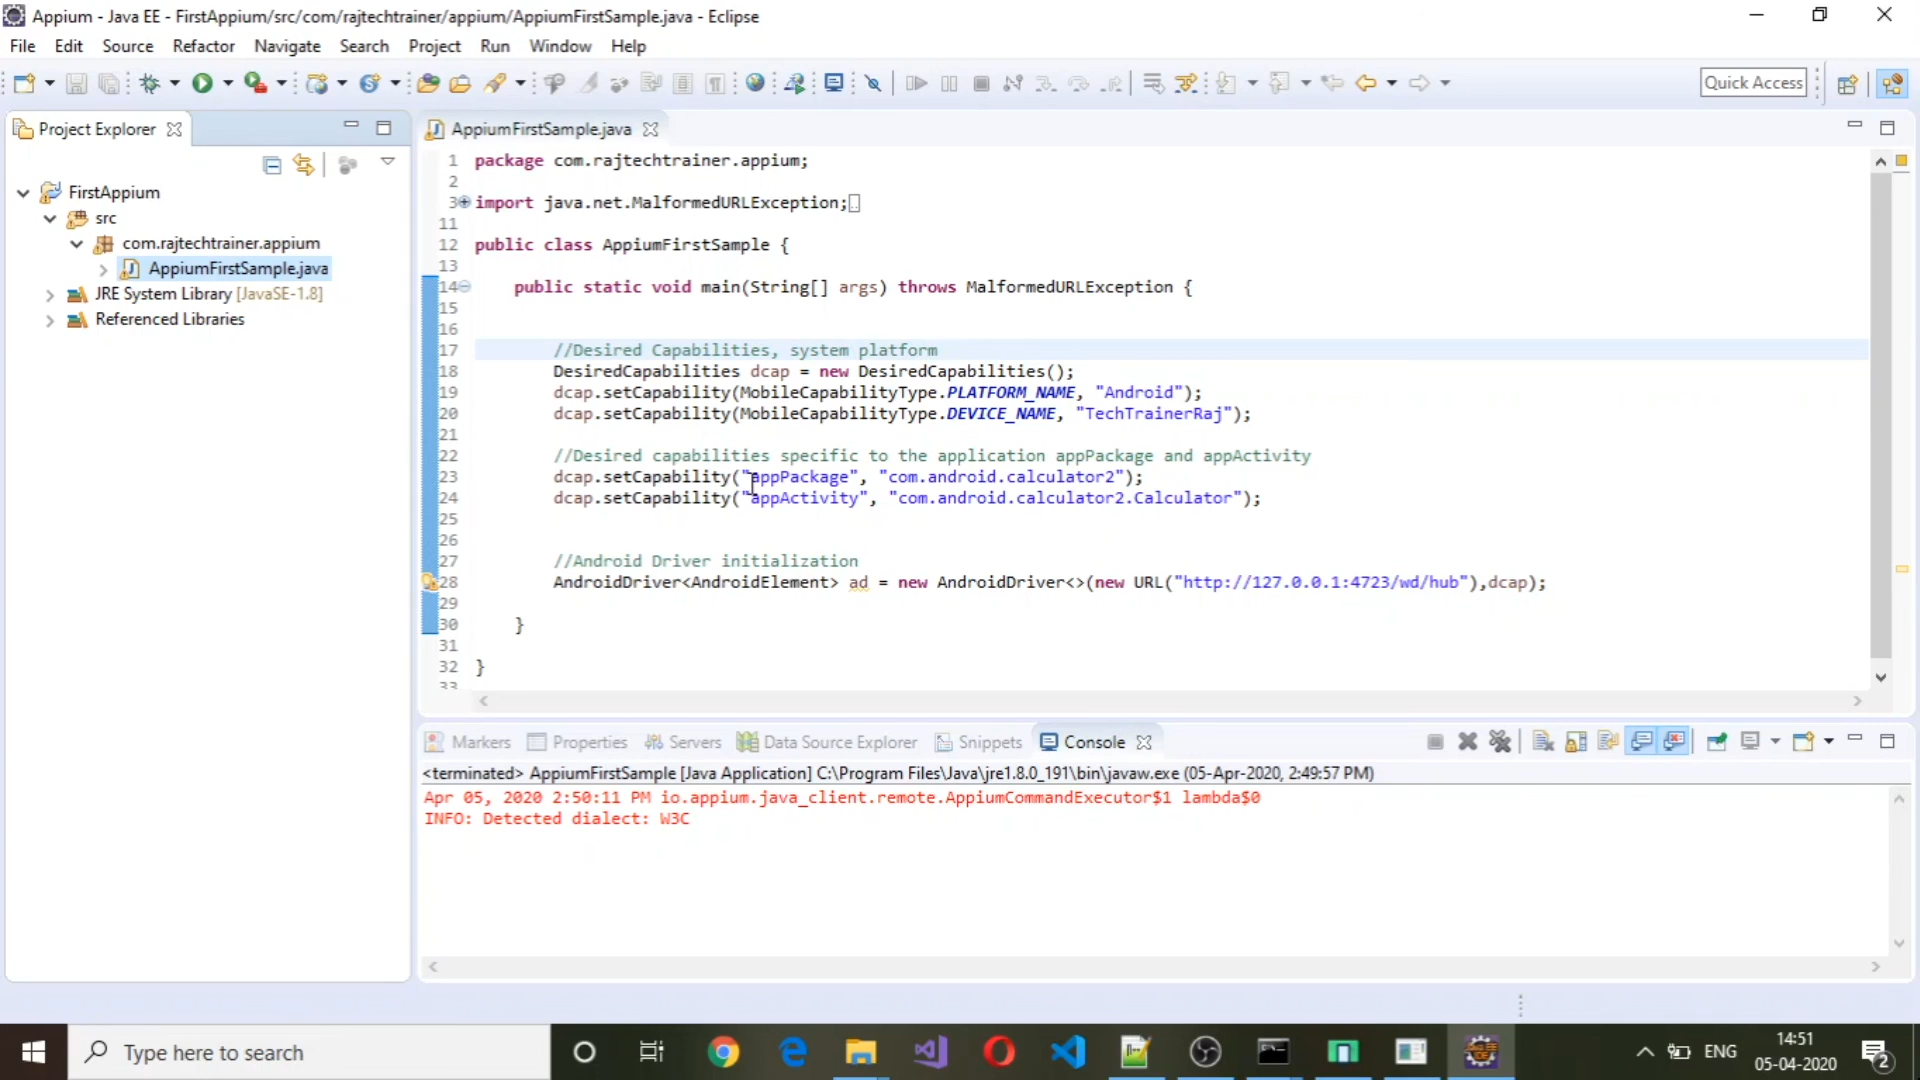 Appium - Java EE - FirstAppium/src/com/rajtechtrainer/appium/AppiumFirstSample.java - Eclipse
File Edit Source Refactor Navigate Search Project Run Window Help
Quick Access
Project Explorer
FirstAppium
src
com.rajtechtrainer.appium
AppiumFirstSample.java
JRE System Library [JavaSE-1.8]
Referenced Libraries
AppiumFirstSample.java
1 package com.rajtechtrainer.appium;
2
3 import java.net.MalformedURLException;
11
12 public class AppiumFirstSample {
13
14 public static void main(String[] args) throws MalformedURLException {
15
16
17 //Desired Capabilities, system platform
18 DesiredCapabilities dcap = new DesiredCapabilities();
19 dcap.setCapability(MobileCapabilityType.PLATFORM_NAME, "Android");
20 dcap.setCapability(MobileCapabilityType.DEVICE_NAME, "TechTrainerRaj");
21
22 //Desired capabilities specific to the application appPackage and appActivity
23 dcap.setCapability("appPackage", "com.android.calculator2");
24 dcap.setCapability("appActivity", "com.android.calculator2.Calculator");
25
26
27 //Android Driver initialization
28 AndroidDriver<AndroidElement> ad = new AndroidDriver<>(new URL("http://127.0.0.1:4723/wd/hub"),dcap);
29
30 }
31
32 }
33
Markers Properties Servers Data Source Explorer Snippets Console
<terminated> AppiumFirstSample [Java Application] C:\Program Files\Java\jre1.8.0_191\bin\javaw.exe (05-Apr-2020, 2:49:57 PM)
Apr 05, 2020 2:50:11 PM io.appium.java_client.remote.AppiumCommandExecutor$1 lambda$0
INFO: Detected dialect: W3C
Type here to search
ENG
14:51
05-04-2020
2